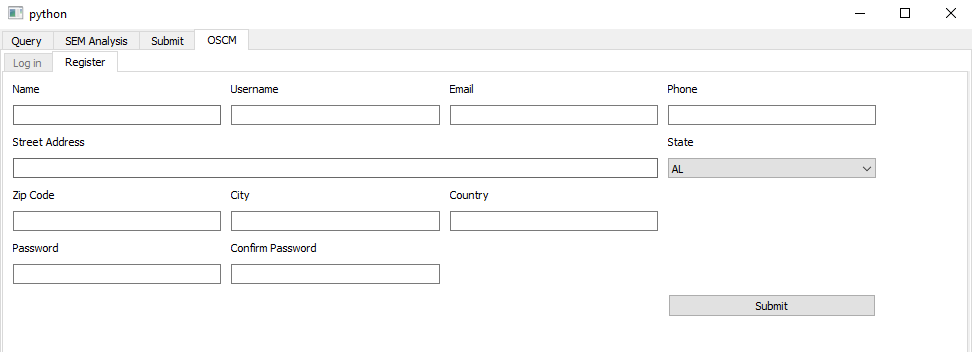 python
Query SEM Analysis Submit OSCM
Log in Register
Name Username Email Phone
Street Address State
AL
Zip Code City Country
Password Confirm Password
Submit